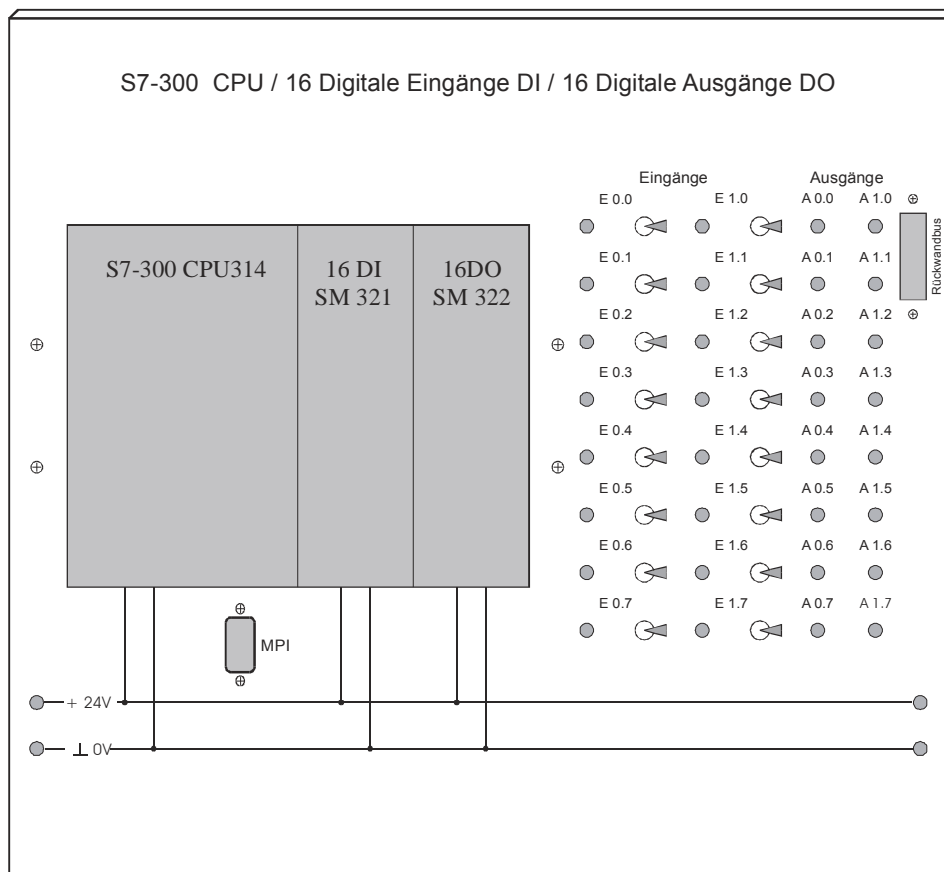 S7-300 CPU / 16 Digitale Eingänge DI / 16 Digitale Ausgänge DO
Eingänge Ausgänge
E 0.0 E 1.0 A 0.0 A 1.0
S7-300 CPU314
16 DI
SM 321
16DO
SM 322
Rückwandbus
E 0.1 E 1.1 A 0.1 A 1.1
E 0.2 E 1.2 A 0.2 A 1.2
E 0.3 E 1.3 A 0.3 A 1.3
E 0.4 E 1.4 A 0.4 A 1.4
E 0.5 E 1.5 A 0.5 A 1.5
E 0.6 E 1.6 A 0.6 A 1.6
E 0.7 E 1.7 A 0.7 A 1.7
MPI
+ 24V
0V